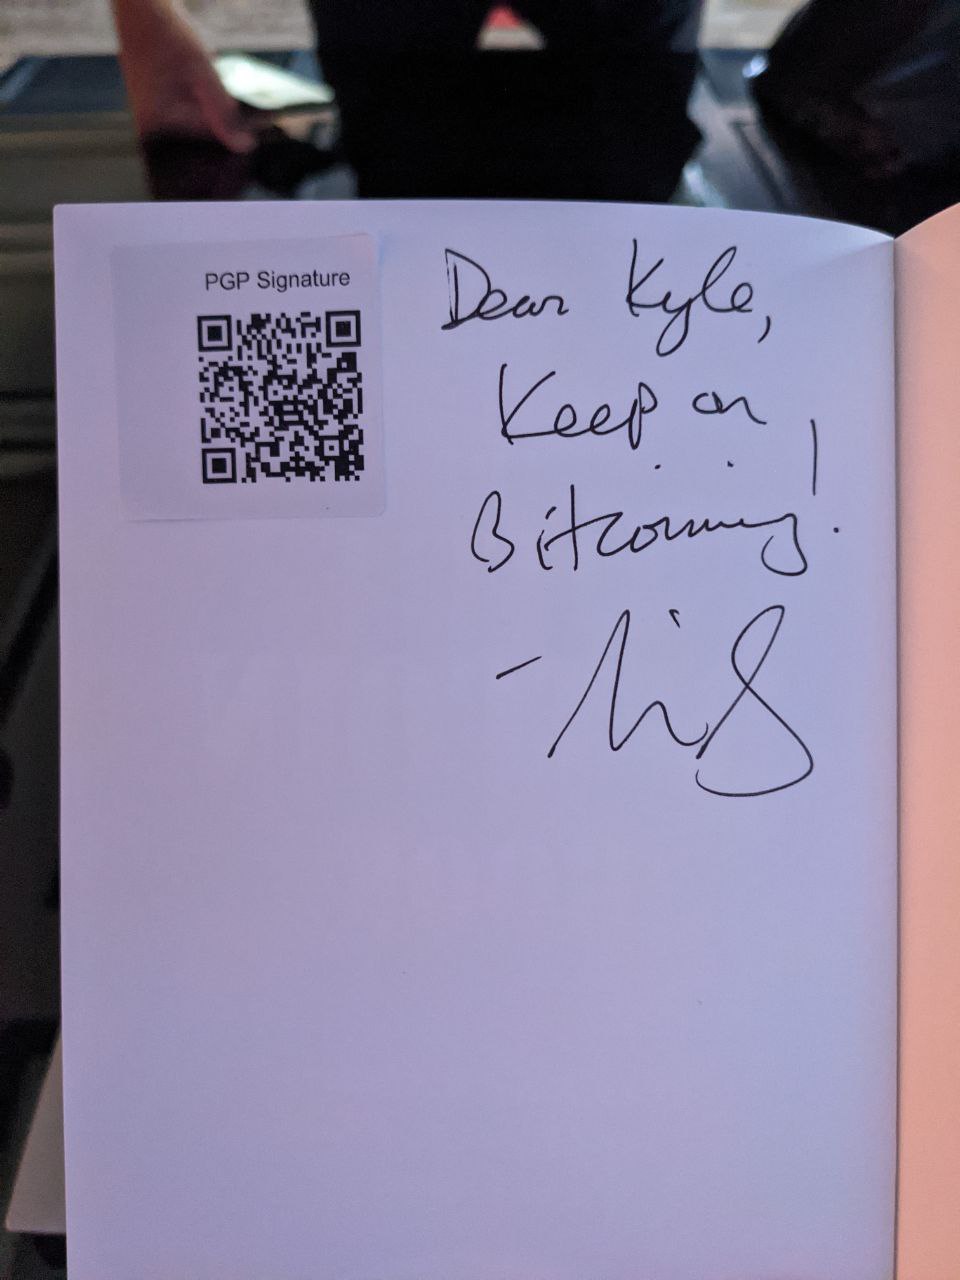 PGP Signature
Dear Kyle,
Keep on
Bitcoining!